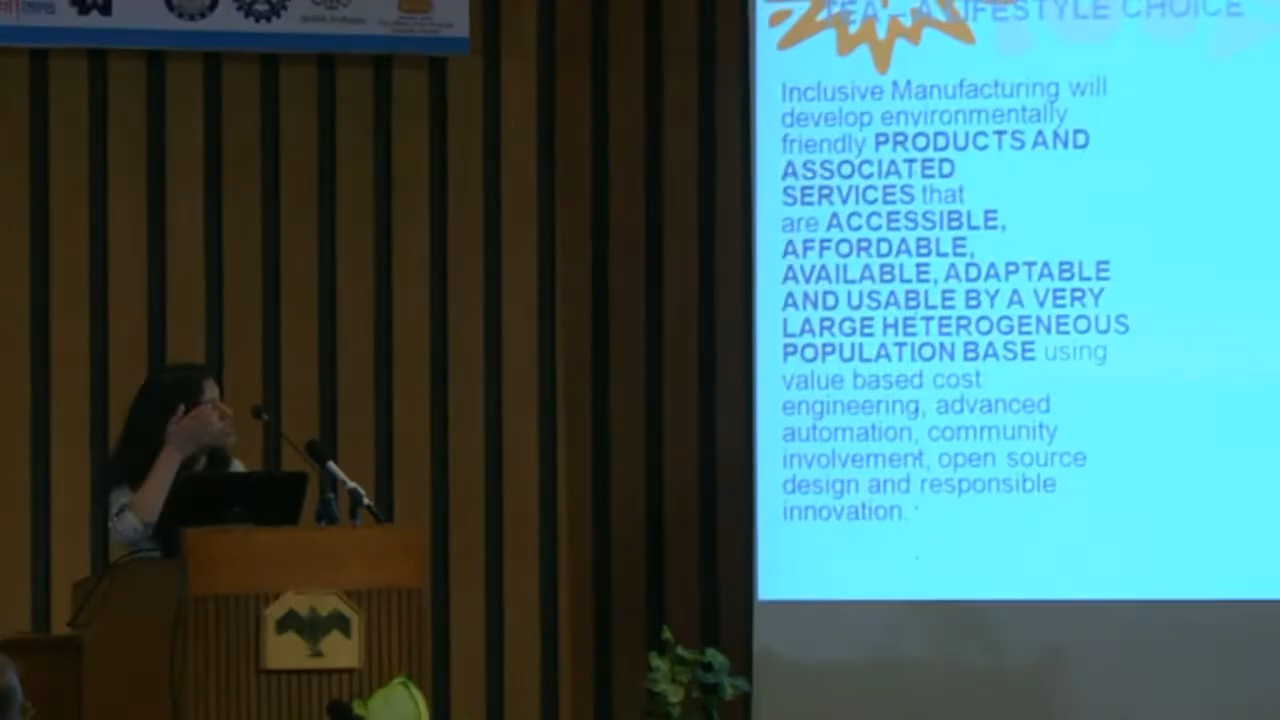 TEA – A LIFESTYLE CHOICE
Inclusive Manufacturing will
develop environmentally
friendly PRODUCTS AND
ASSOCIATED
SERVICES that
are ACCESSIBLE,
AFFORDABLE,
AVAILABLE, ADAPTABLE
AND USABLE BY A VERY
LARGE HETEROGENEOUS
POPULATION BASE using
value based cost
engineering, advanced
automation, community
involvement, open source
design and responsible
innovation.